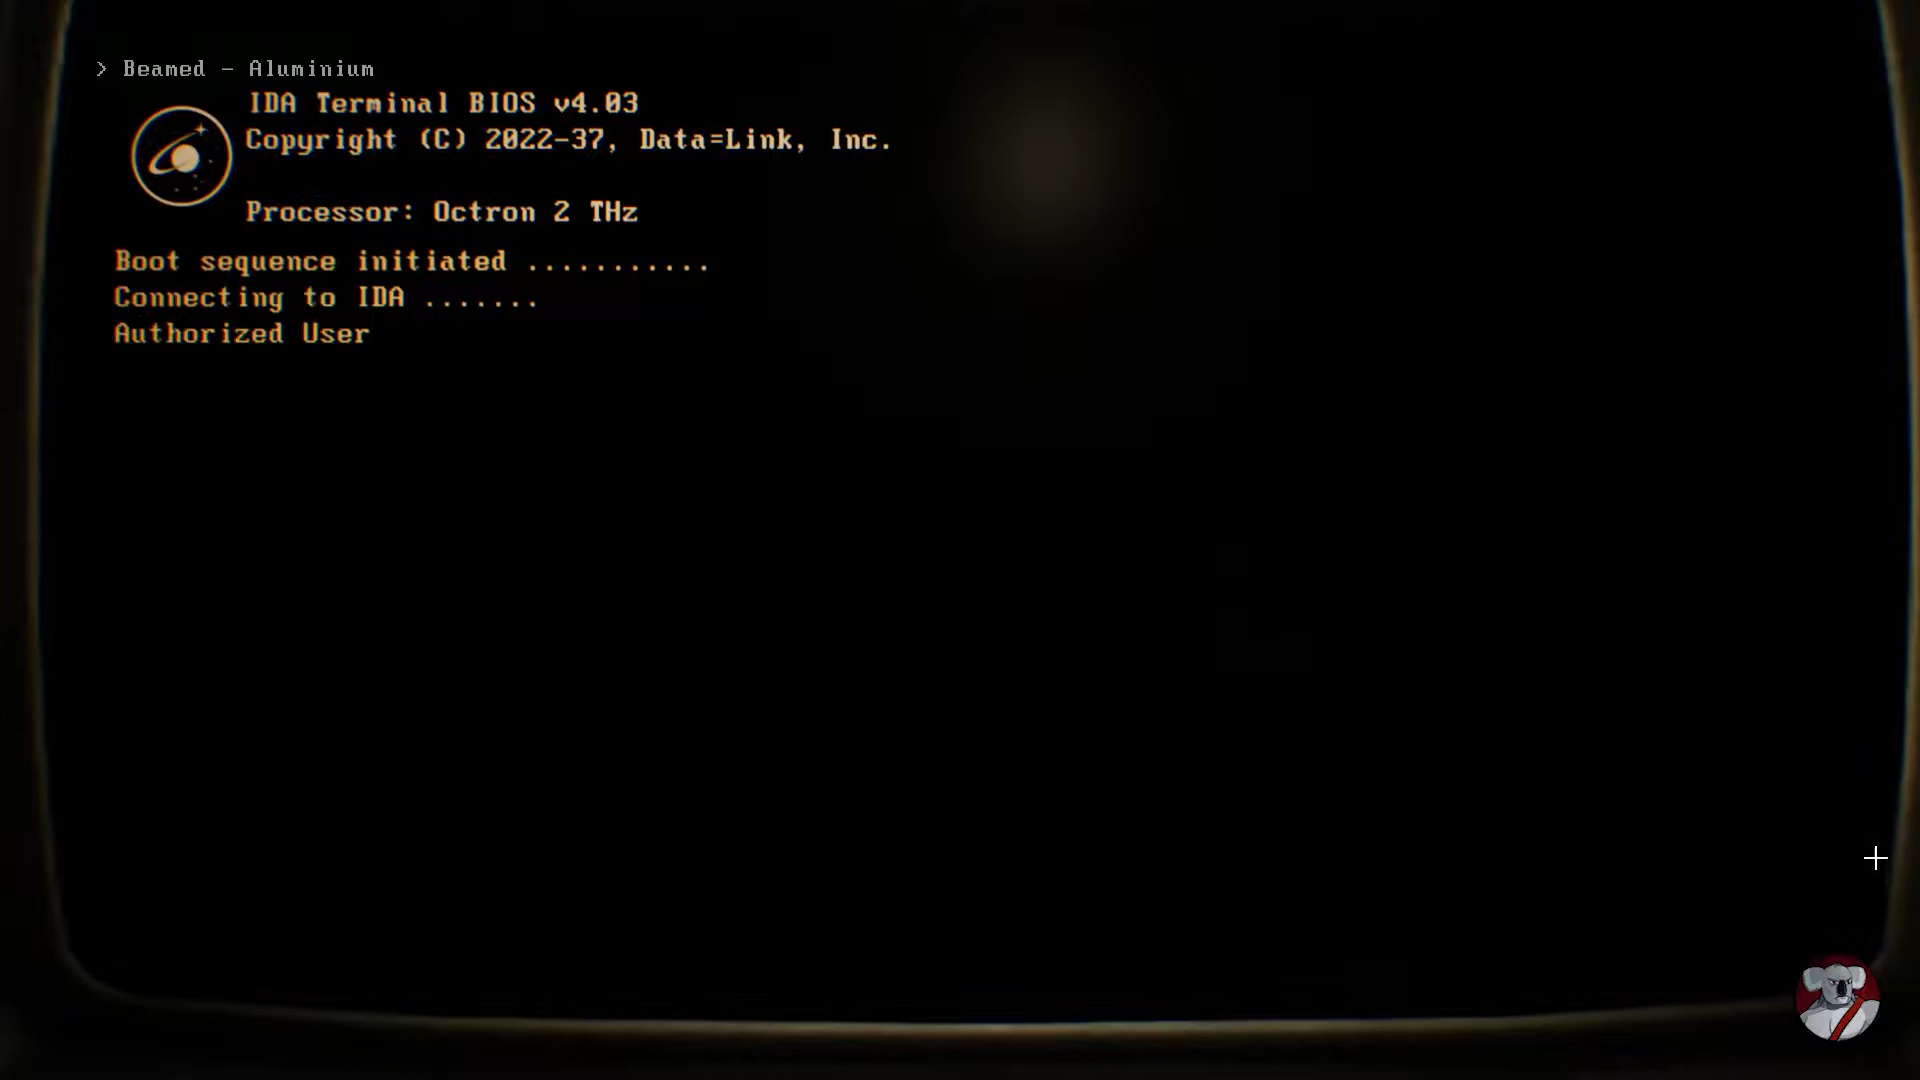 > Beamed - Aluminium
IDA Terminal BIOS v4.03
Copyright (C) 2022-37, Data=Link, Inc.
Processor: Octron 2 THz
Boot sequence initiated ...........
Connecting to IDA .......
Authorized User